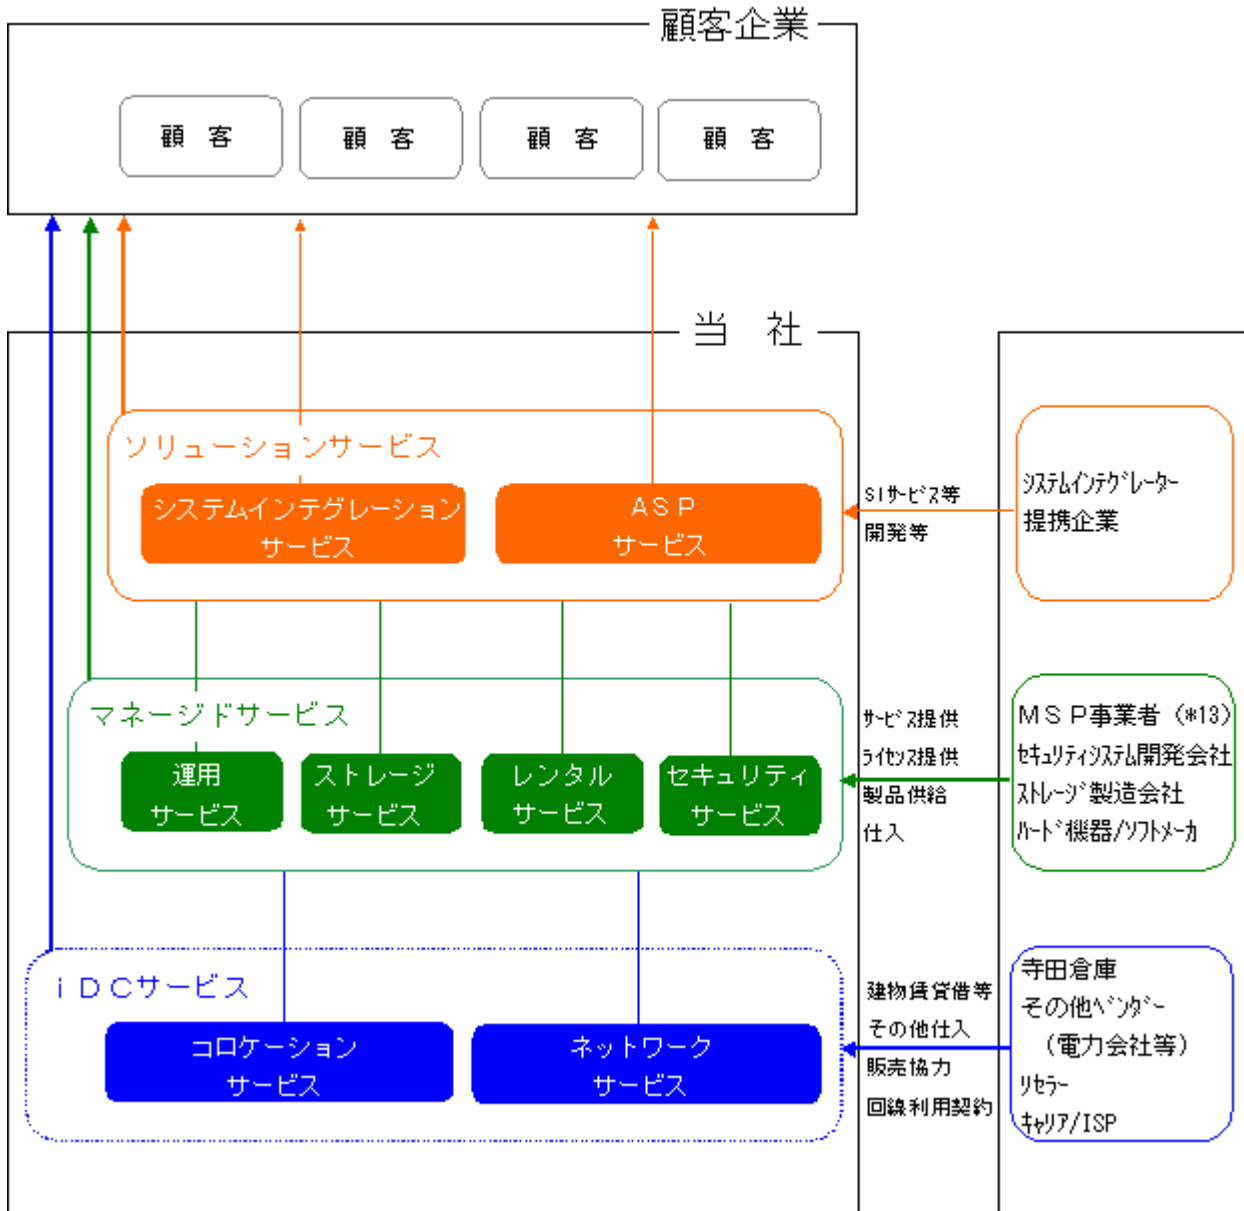 顧客企業
顧 客
顧 客
顧 客
顧 客
当 社
ソリューションサービス
システムインテグレーション
サービス
ＡＳＰ
サービス
SIサービス等
開発等
システムインテグレーター
提携企業
マネージドサービス
運用
サービス
ストレージ
サービス
レンタル
サービス
セキュリティ
サービス
サービス提供
ライセンス提供
製品供給
仕入
ＭＳＰ事業者（*13）
セキュリティシステム開発会社
ストレージ製造会社
ハード機器/ソフトメーカ
ｉＤＣサービス
コロケーション
サービス
ネットワーク
サービス
建物賃貸借等
その他仕入
販売協力
回線利用契約
寺田倉庫
その他ベンダー
（電力会社等）
リセラー
キャリア/ISP